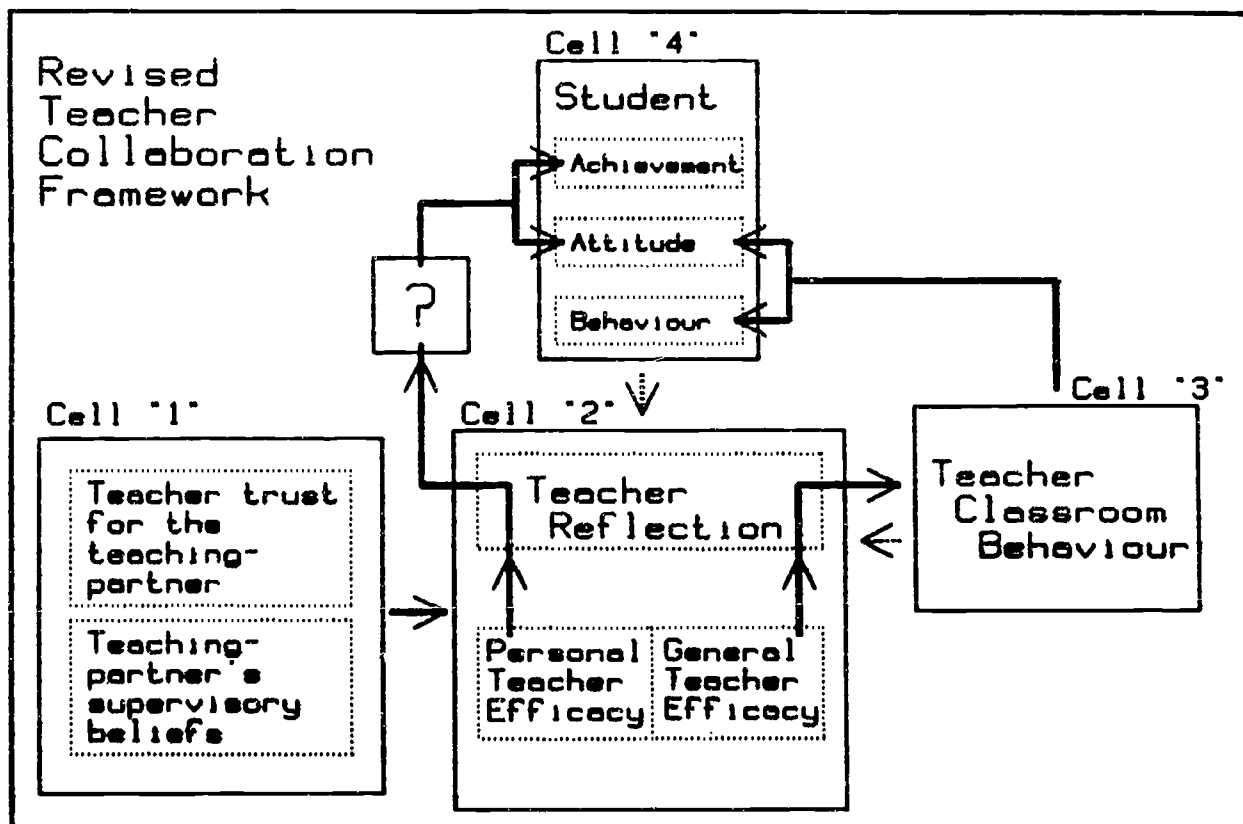 Revised
Teacher
Collaboration
Framework
Cell "4"
Student
Achievement
Attitude
Behaviour
?
Cell "1"
Teacher trust
for the
teaching-
partner
Teaching-
partner's
supervisory
beliefs
Cell "2"
Teacher
Reflection
Personal
Teacher
Efficacy
General
Teacher
Efficacy
Cell "3"
Teacher
Classroom
Behaviour